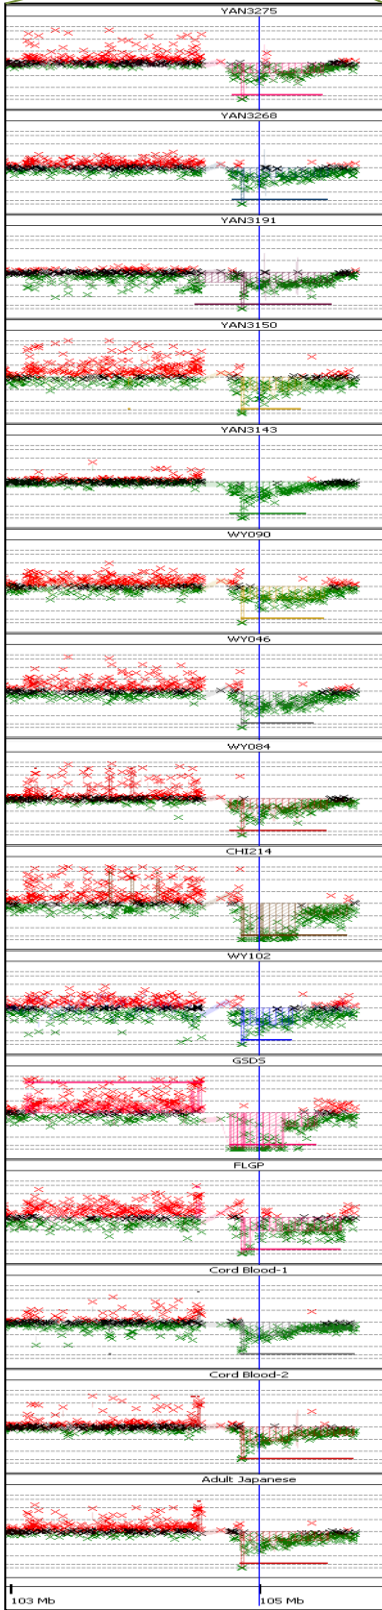 YAN3275
YAN3268
YAN3191
YAN3150
YAN3143
WY090
WY046
WY084
CHI214
WY102
GSDS
FLGP
Cord Blood-1
Cord Blood-2
Adult Japanese
103 Mb 105 Mb